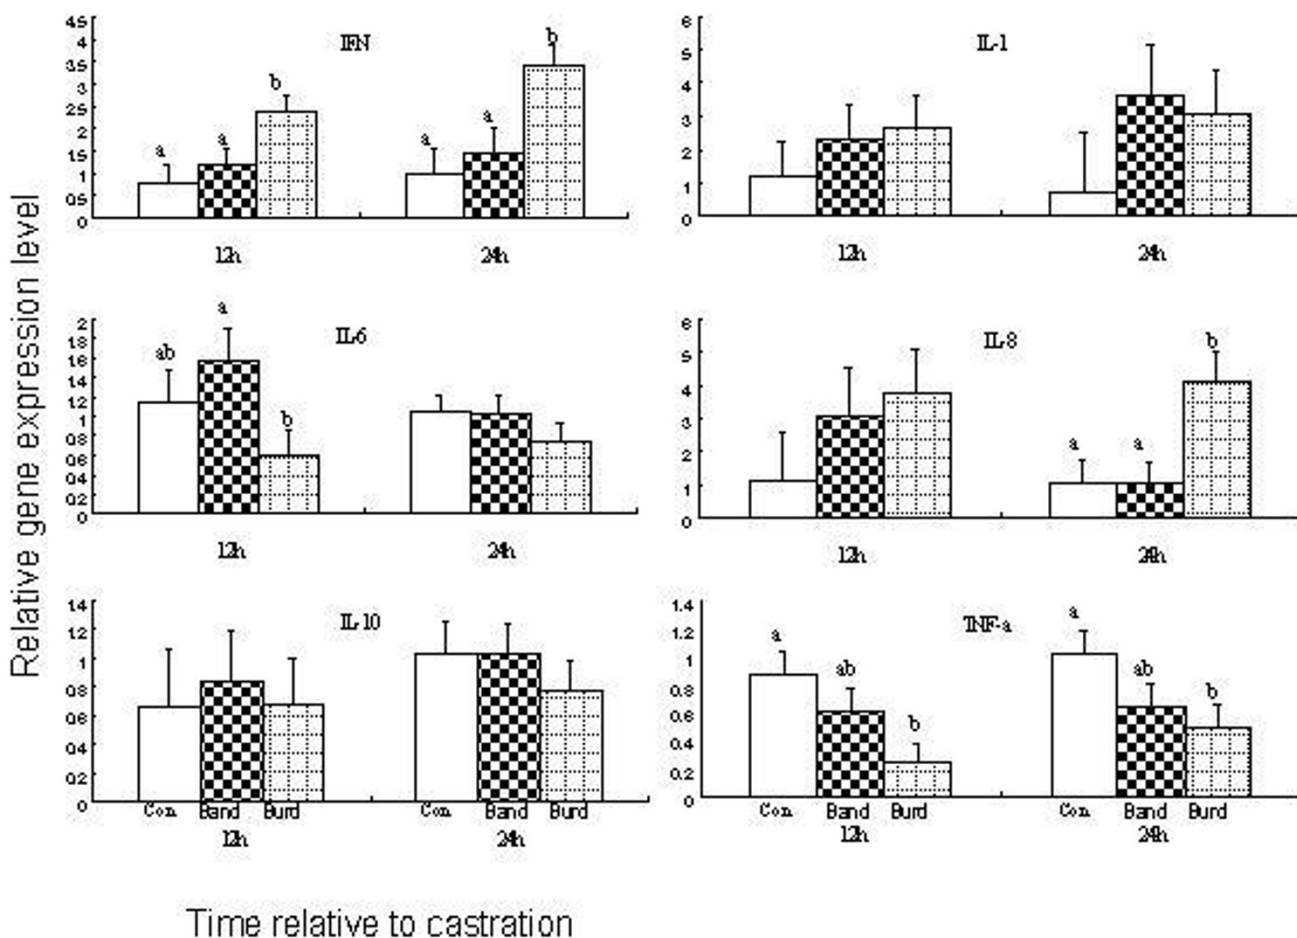 Relative gene expression level
IFN
4.5
4
3.5
3
2.5
2
1.5
1
0.5
0
a
a
b
a
a
b
12h
24h
IL-1
6
5
4
3
2
1
0
12h
24h
IL-6
2
1.8
1.6
1.4
1.2
1
0.8
0.6
0.4
0.2
0
ab
a
b
12h
24h
IL-8
6
5
4
3
2
1
0
a
a
b
12h
24h
IL-10
1.4
1.2
1
0.8
0.6
0.4
0.2
0
Con. Band Burd
12h
Con. Band Burd
24h
TNF-a
1.4
1.2
1
0.8
0.6
0.4
0.2
0
a
ab
b
a
ab
b
Con. Band Burd
12h
Con. Band Burd
24h
Time relative to castration